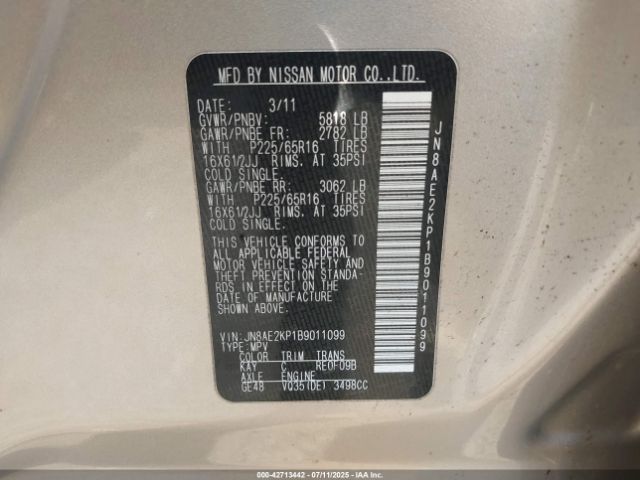 MFD BY NISSAN MOTOR CO.,LTD.
DATE: 3/11
GVWR/PNBV: 5818 LB
GAWR/PNBE FR: 2782 LB
WITH P225/65R16 TIRES
16X61/2JJ RIMS. AT 35PSI
COLD SINGLE.
GAWR/PNBE RR: 3062 LB
WITH P225/65R16 TIRES
16X61/2JJ RIMS. AT 35PSI
COLD SINGLE.
THIS VEHICLE CONFORMS TO
ALL APPLICABLE FEDERAL
MOTOR VEHICLE SAFETY AND
THEFT PREVENTION STANDA-
RDS IN EFFECT ON THE
DATE OF MANUFACTURE
SHOWN ABOVE.
VIN: JN8AE2KP1B9011099
TYPE: MPV
COLOR TRIM TRANS
KAY C RE0F09B
AXLE ENGINE
GE48 VQ35(DE) 3498CC
JN8AE2KP1B9011099
000-42713442 07/11/2025 IAA Inc.